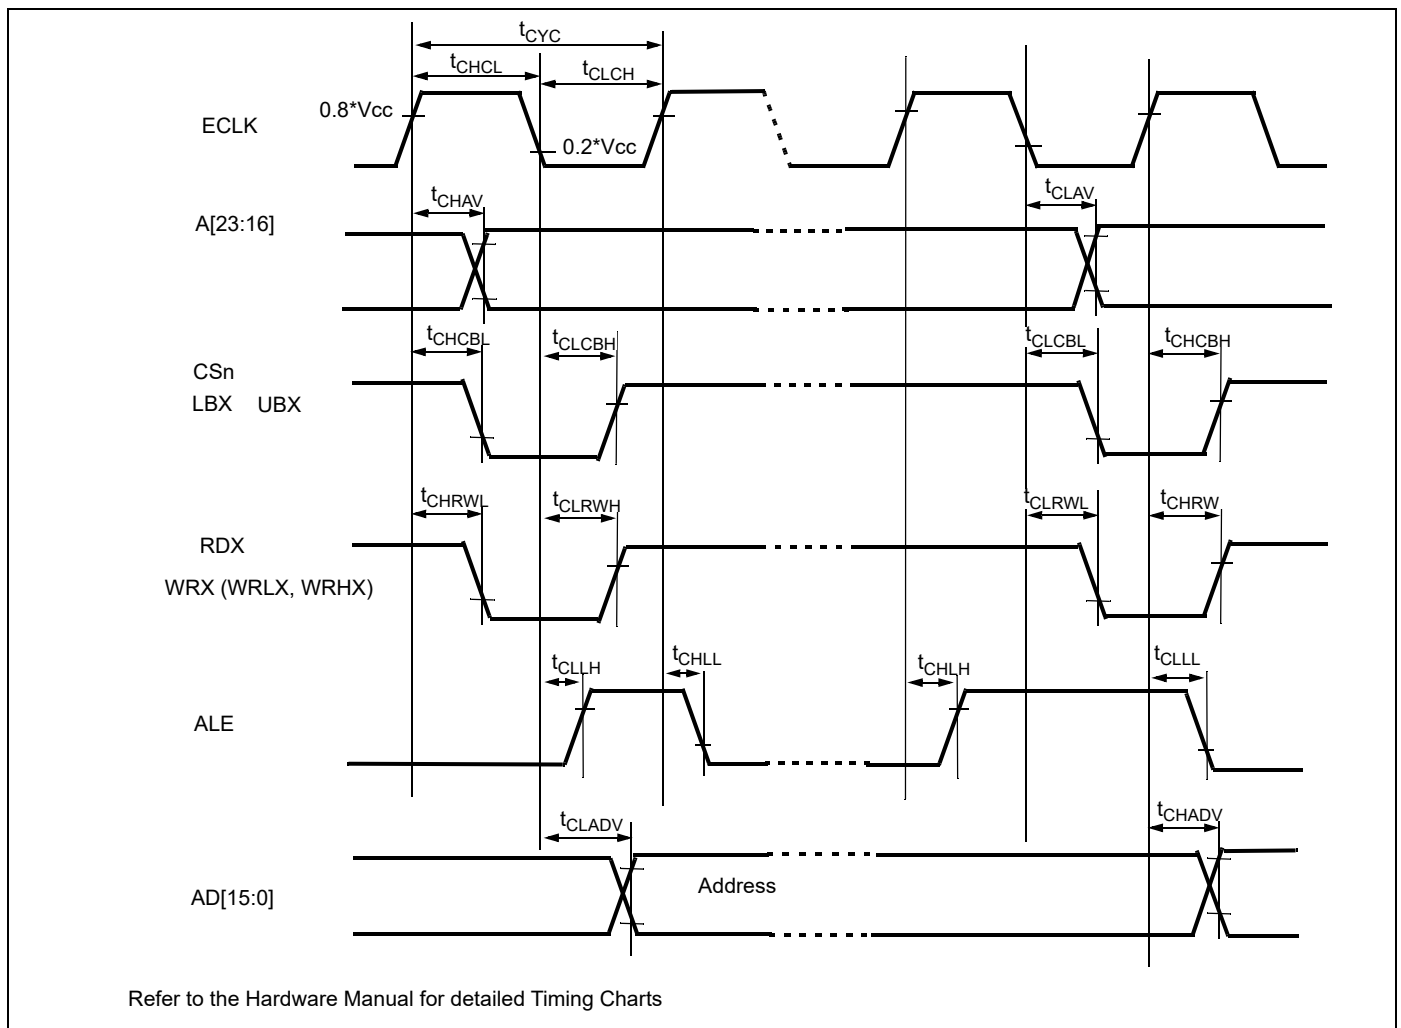 tCYC
tCHCL
tCLCH
0.8*Vcc
ECLK
0.2*Vcc
tCHAV
tCLAV
A[23:16]
tCHCBL
tCLCBH
tCLCBL
tCHCBH
CSn
LBX UBX
tCHRWL
tCLRWH
tCLRWL
tCHRW
RDX
WRX (WRLX, WRHX)
tCLLH
tCHLL
tCHLH
tCLLL
ALE
tCLADV
tCHADV
Address
AD[15:0]
Refer to the Hardware Manual for detailed Timing Charts